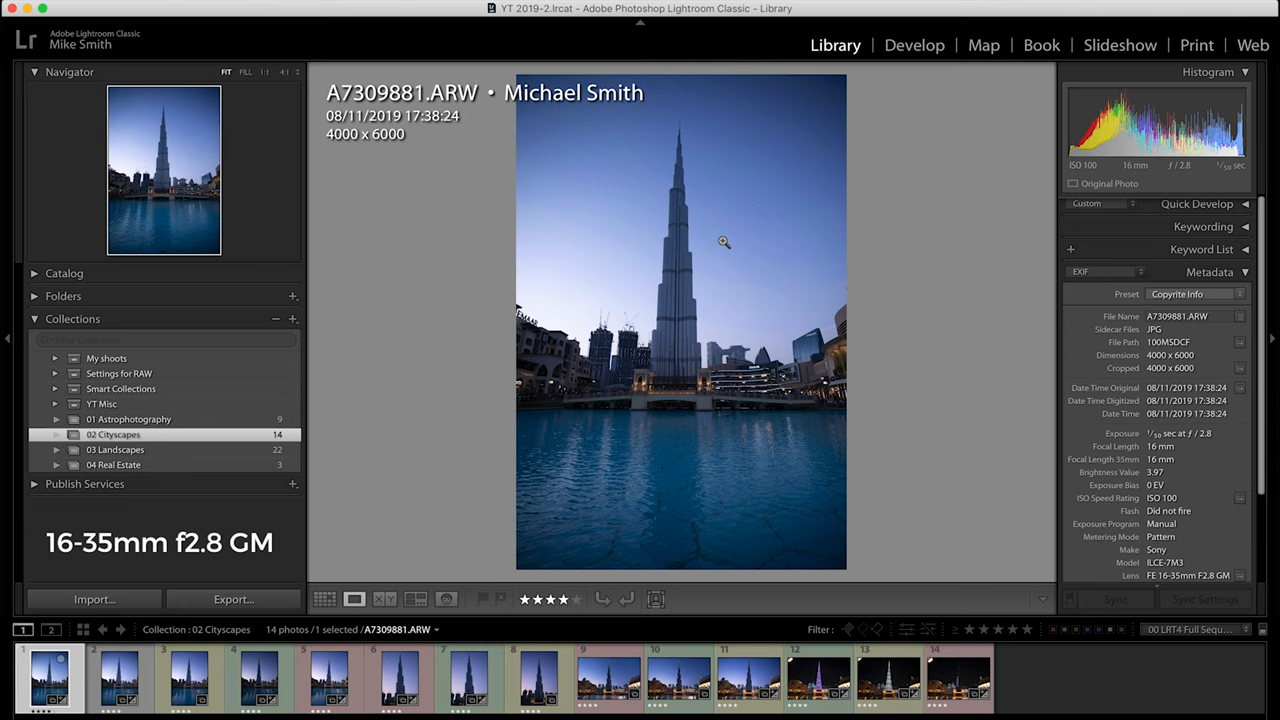 YT 2019-2.lrcat - Adobe Photoshop Lightroom Classic - Library
Lr
Adobe Lightroom Classic
Mike Smith
Library | Develop | Map | Book | Slideshow | Print | Web
Navigator FIT FILL 1:1 4:1
Catalog
Folders
Collections
My shoots
Settings for RAW
Smart Collections
YT Misc
01 Astrophotography 9
02 Cityscapes 14
03 Landscapes 22
04 Real Estate 3
Publish Services
16-35mm f2.8 GM
Import... Export...
A7309881.ARW • Michael Smith
08/11/2019 17:38:24
4000 x 6000
Histogram
ISO 100 16 mm ƒ / 2.8 1/50 sec
Original Photo
Custom Quick Develop
Keywording
Keyword List
EXIF Metadata
Preset Copyrite Info
File Name A7309881.ARW
Sidecar Files JPG
File Path 100MSDCF
Dimensions 4000 x 6000
Cropped 4000 x 6000
Date Time Original 08/11/2019 17:38:24
Date Time Digitized 08/11/2019 17:38:24
Date Time 08/11/2019 17:38:24
Exposure 1/50 sec at ƒ / 2.8
Focal Length 16 mm
Focal Length 35mm 16 mm
Brightness Value 3.97
Exposure Bias 0 EV
ISO Speed Rating ISO 100
Flash Did not fire
Exposure Program Manual
Metering Mode Pattern
Make Sony
Model ILCE-7M3
Lens FE 16-35mm F2.8 GM
Sync Sync Settings
1 2 Collection : 02 Cityscapes 14 photos / 1 selected / A7309881.ARW Filter : 00 LRT4 Full Sequ...
1 2 3 4 5 6 7 8 9 10 11 12 13 14